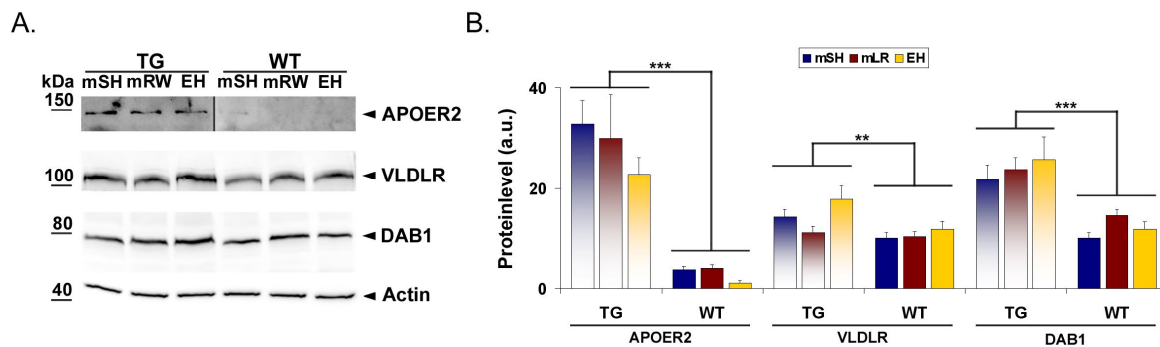 A.
TG WT
kDa mSH mRW EH mSH mRW EH
150
APOER2
100
VLDLR
80
DAB1
40
Actin
B.
mSH mLR EH
Proteinlevel (a.u.)
40
20
0
***
**
***
TG WT TG WT TG WT
APOER2 VLDLR DAB1